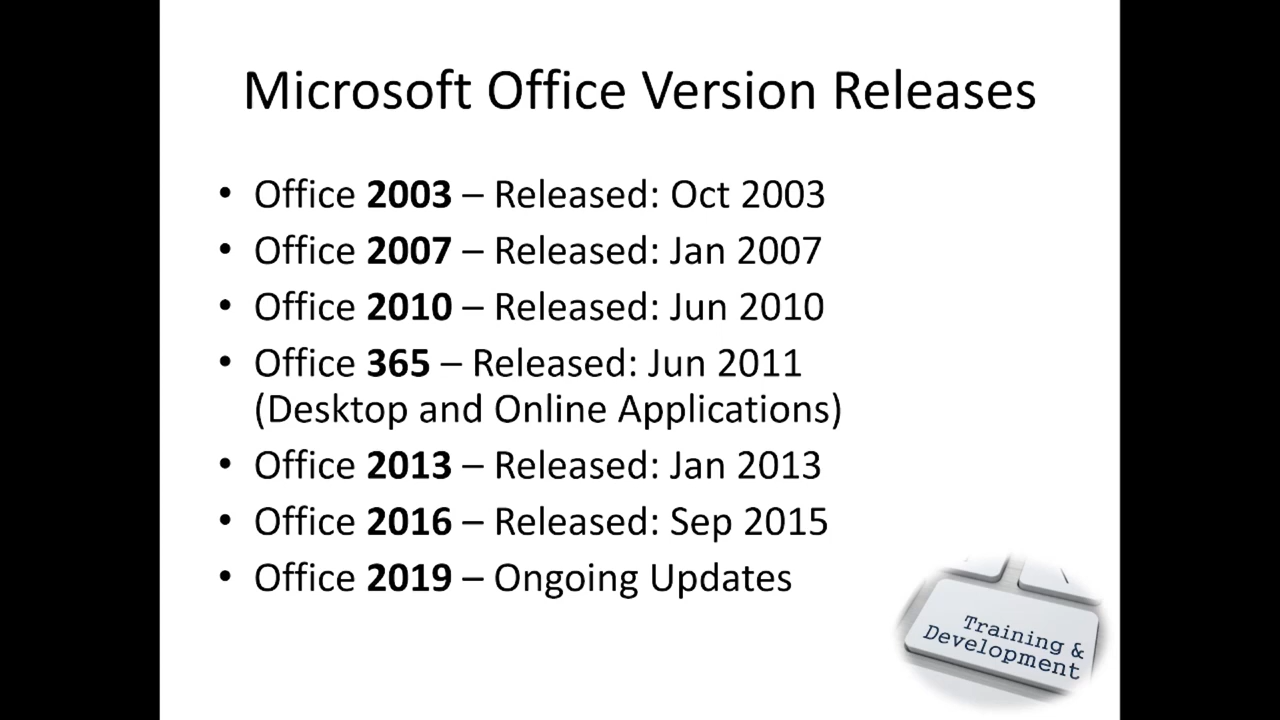 Microsoft Office Version Releases
• Office 2003 – Released: Oct 2003
• Office 2007 – Released: Jan 2007
• Office 2010 – Released: Jun 2010
• Office 365 – Released: Jun 2011
(Desktop and Online Applications)
• Office 2013 – Released: Jan 2013
• Office 2016 – Released: Sep 2015
• Office 2019 – Ongoing Updates
Training &
Development